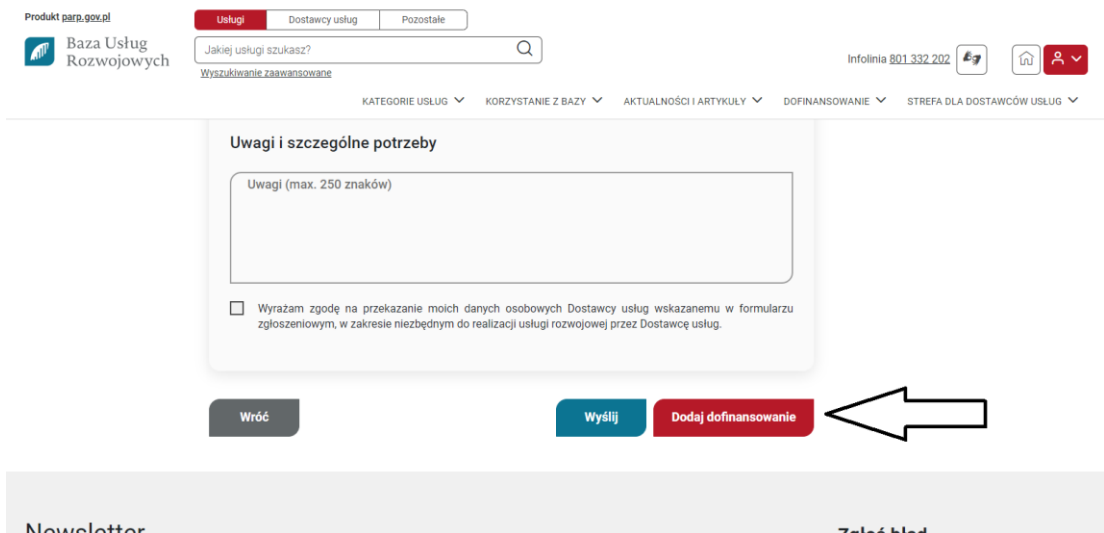 Produkt parp.gov.pl
Baza Usług
Rozwojowych
Usługi
Dostawcy usług
Pozostałe
Jakiej usługi szukasz?
Wyszukiwanie zaawansowane
Infolinia 801 332 202
KATEGORIE USŁUG
KORZYSTANIE Z BAZY
AKTUALNOŚCI I ARTYKUŁY
DOFINANSOWANIE
STREFA DLA DOSTAWCÓW USŁUG
Uwagi i szczególne potrzeby
Uwagi (max. 250 znaków)
Wyrażam zgodę na przekazanie moich danych osobowych Dostawcy usług wskazanemu w formularzu
zgłoszeniowym, w zakresie niezbędnym do realizacji usługi rozwojowej przez Dostawcę usług.
Wróć
Wyślij
Dodaj dofinansowanie
Newsletter
Zgłoś błąd